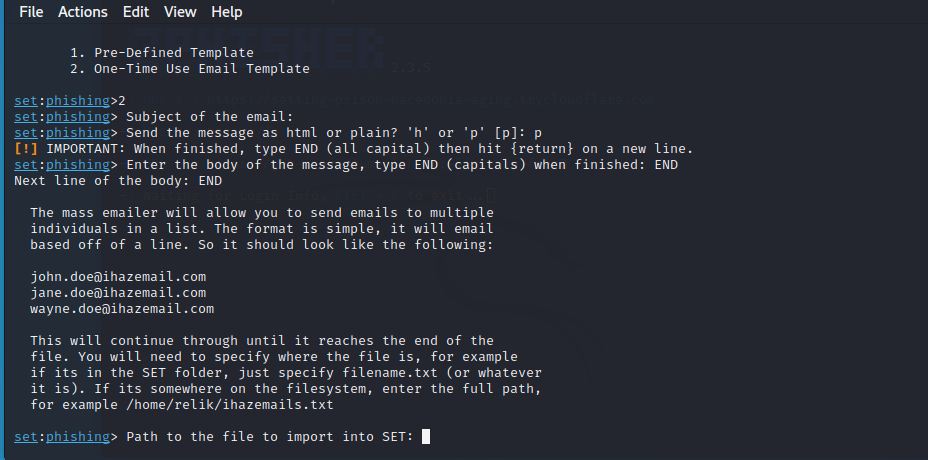 File Actions Edit View Help
1. Pre-Defined Template
2. One-Time Use Email Template
2.3.5
set:phishing>2
set:phishing> Subject of the email:
set:phishing> Send the message as html or plain? 'h' or 'p' [p]: p
[!] IMPORTANT: When finished, type END (all capital) then hit {return} on a new line.
set:phishing> Enter the body of the message, type END (capitals) when finished: END
Next line of the body: END
The mass emailer will allow you to send emails to multiple
individuals in a list. The format is simple, it will email
based off of a line. So it should look like the following:
john.doe@ihazemail.com
jane.doe@ihazemail.com
wayne.doe@ihazemail.com
This will continue through until it reaches the end of the
file. You will need to specify where the file is, for example
if its in the SET folder, just specify filename.txt (or whatever
it is). If its somewhere on the filesystem, enter the full path,
for example /home/relik/ihazemails.txt
set:phishing> Path to the file to import into SET: